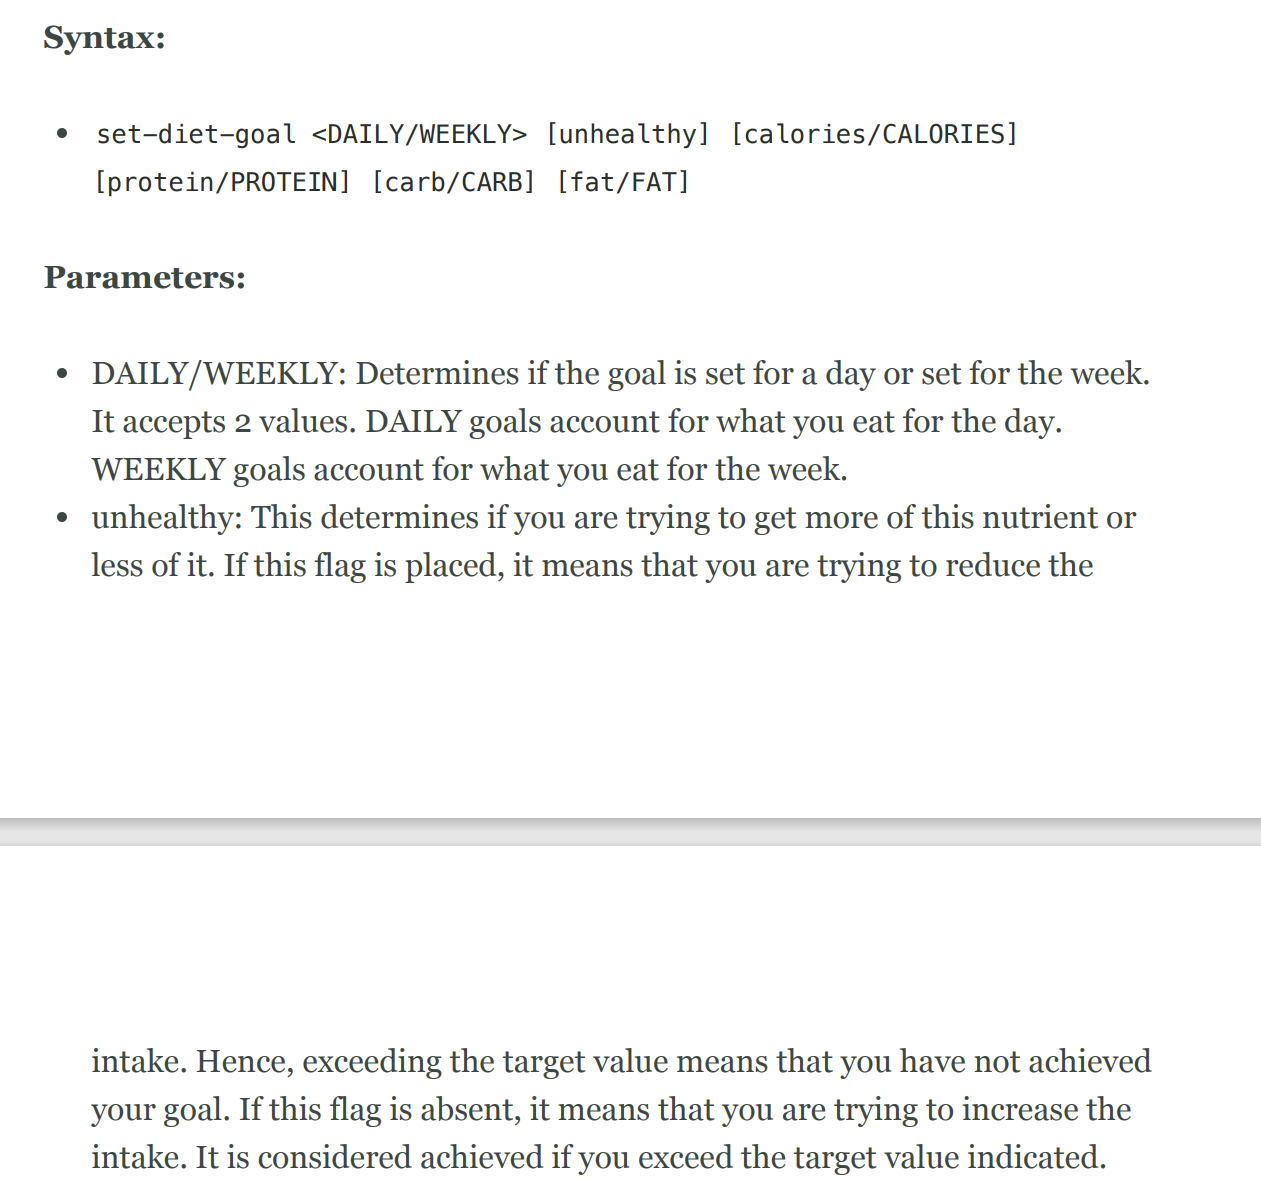 Syntax:
• set-diet-goal <DAILY/WEEKLY> [unhealthy] [calories/CALORIES]
[protein/PROTEIN] [carb/CARB] [fat/FAT]
Parameters:
• DAILY/WEEKLY: Determines if the goal is set for a day or set for the week.
It accepts 2 values. DAILY goals account for what you eat for the day.
WEEKLY goals account for what you eat for the week.
• unhealthy: This determines if you are trying to get more of this nutrient or
less of it. If this flag is placed, it means that you are trying to reduce the
intake. Hence, exceeding the target value means that you have not achieved
your goal. If this flag is absent, it means that you are trying to increase the
intake. It is considered achieved if you exceed the target value indicated.